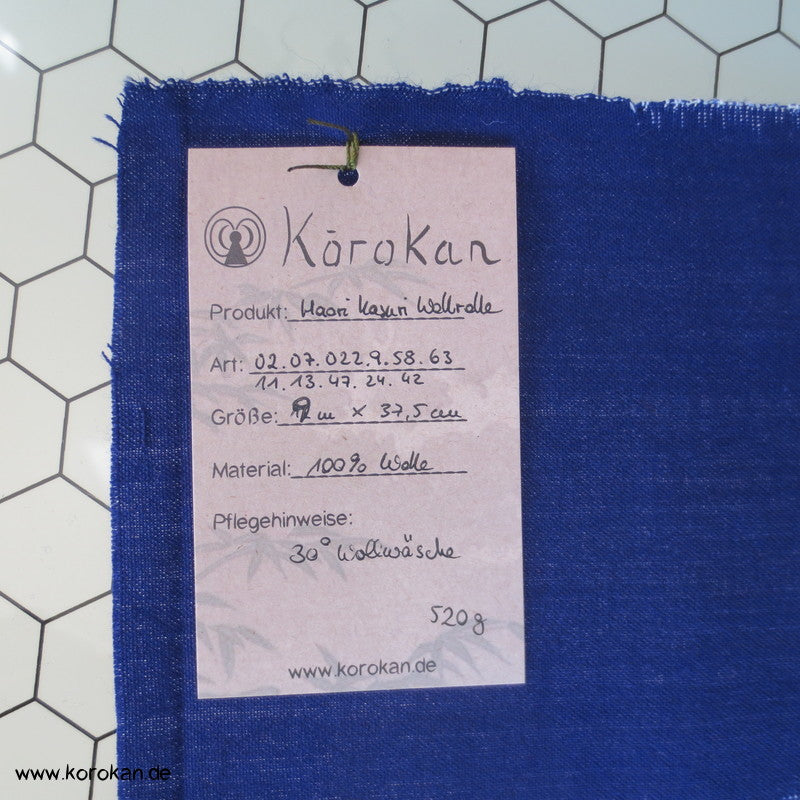 Kōrokan
Produkt: Haori Kasuri Wollrolle
Art: 02.07.022.9.58.63
11.13.47.24.42
Größe: m x 37,5 cm
Material: 100% Wolle
Pflegehinweise:
30° Wollwäsche
520g
www.korokan.de
www.korokan.de